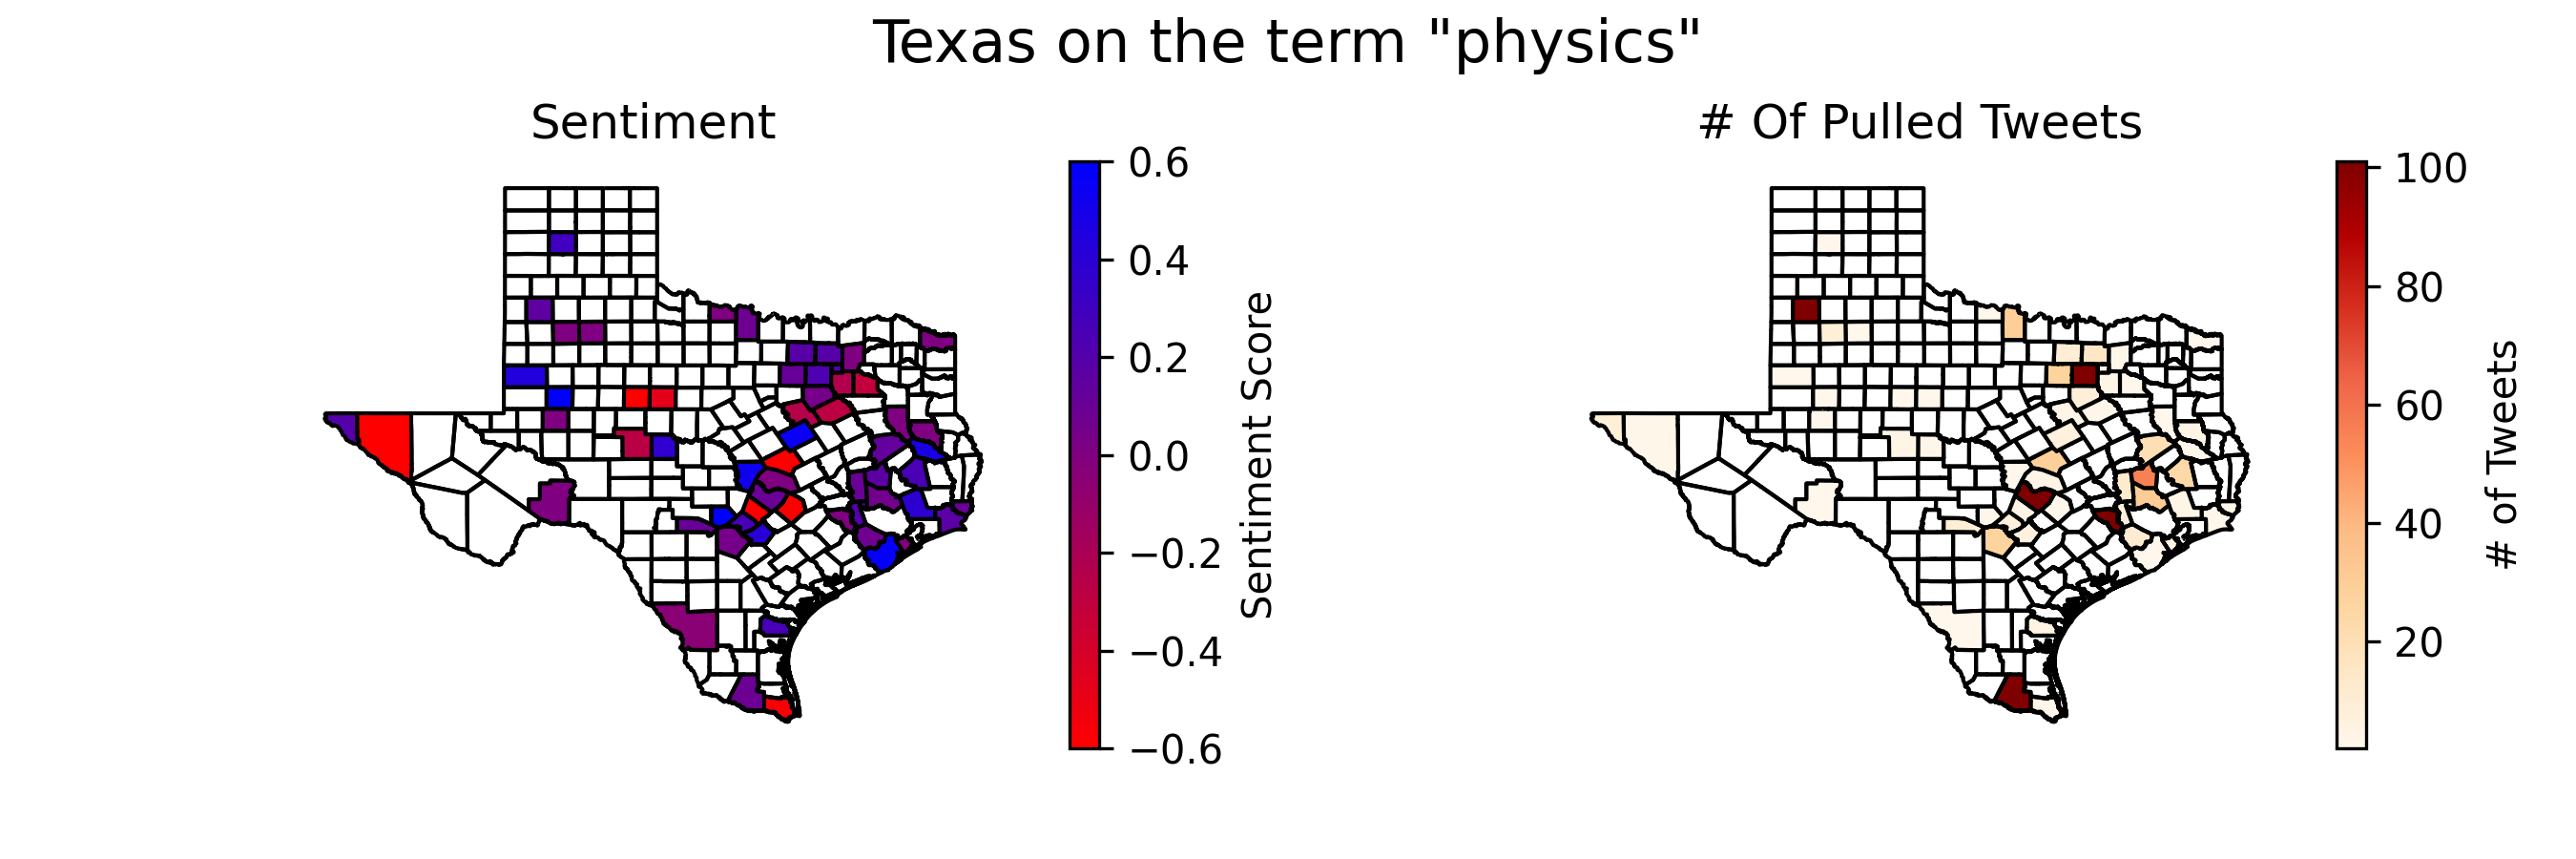 Texas on the term "physics"
Sentiment
0.6
0.4
0.2
0.0
−0.2
−0.4
−0.6
Sentiment Score
# Of Pulled Tweets
100
80
60
40
20
# of Tweets